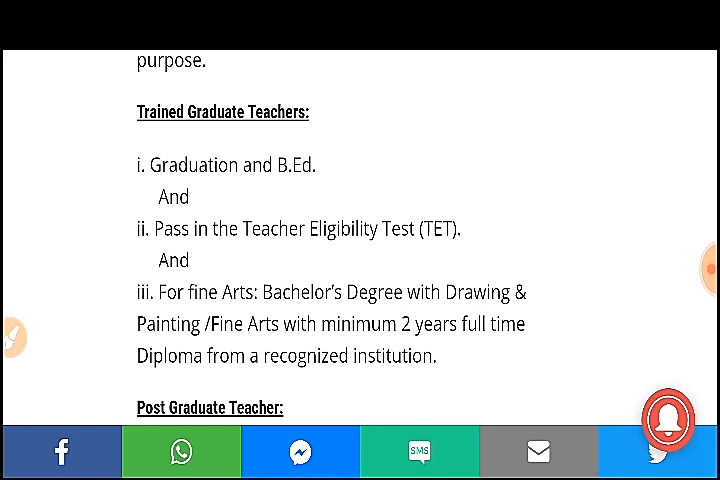 purpose.
Trained Graduate Teachers:
i. Graduation and B.Ed.
And
ii. Pass in the Teacher Eligibility Test (TET).
And
iii. For fine Arts: Bachelor’s Degree with Drawing &
Painting /Fine Arts with minimum 2 years full time
Diploma from a recognized institution.
Post Graduate Teacher:
SMS